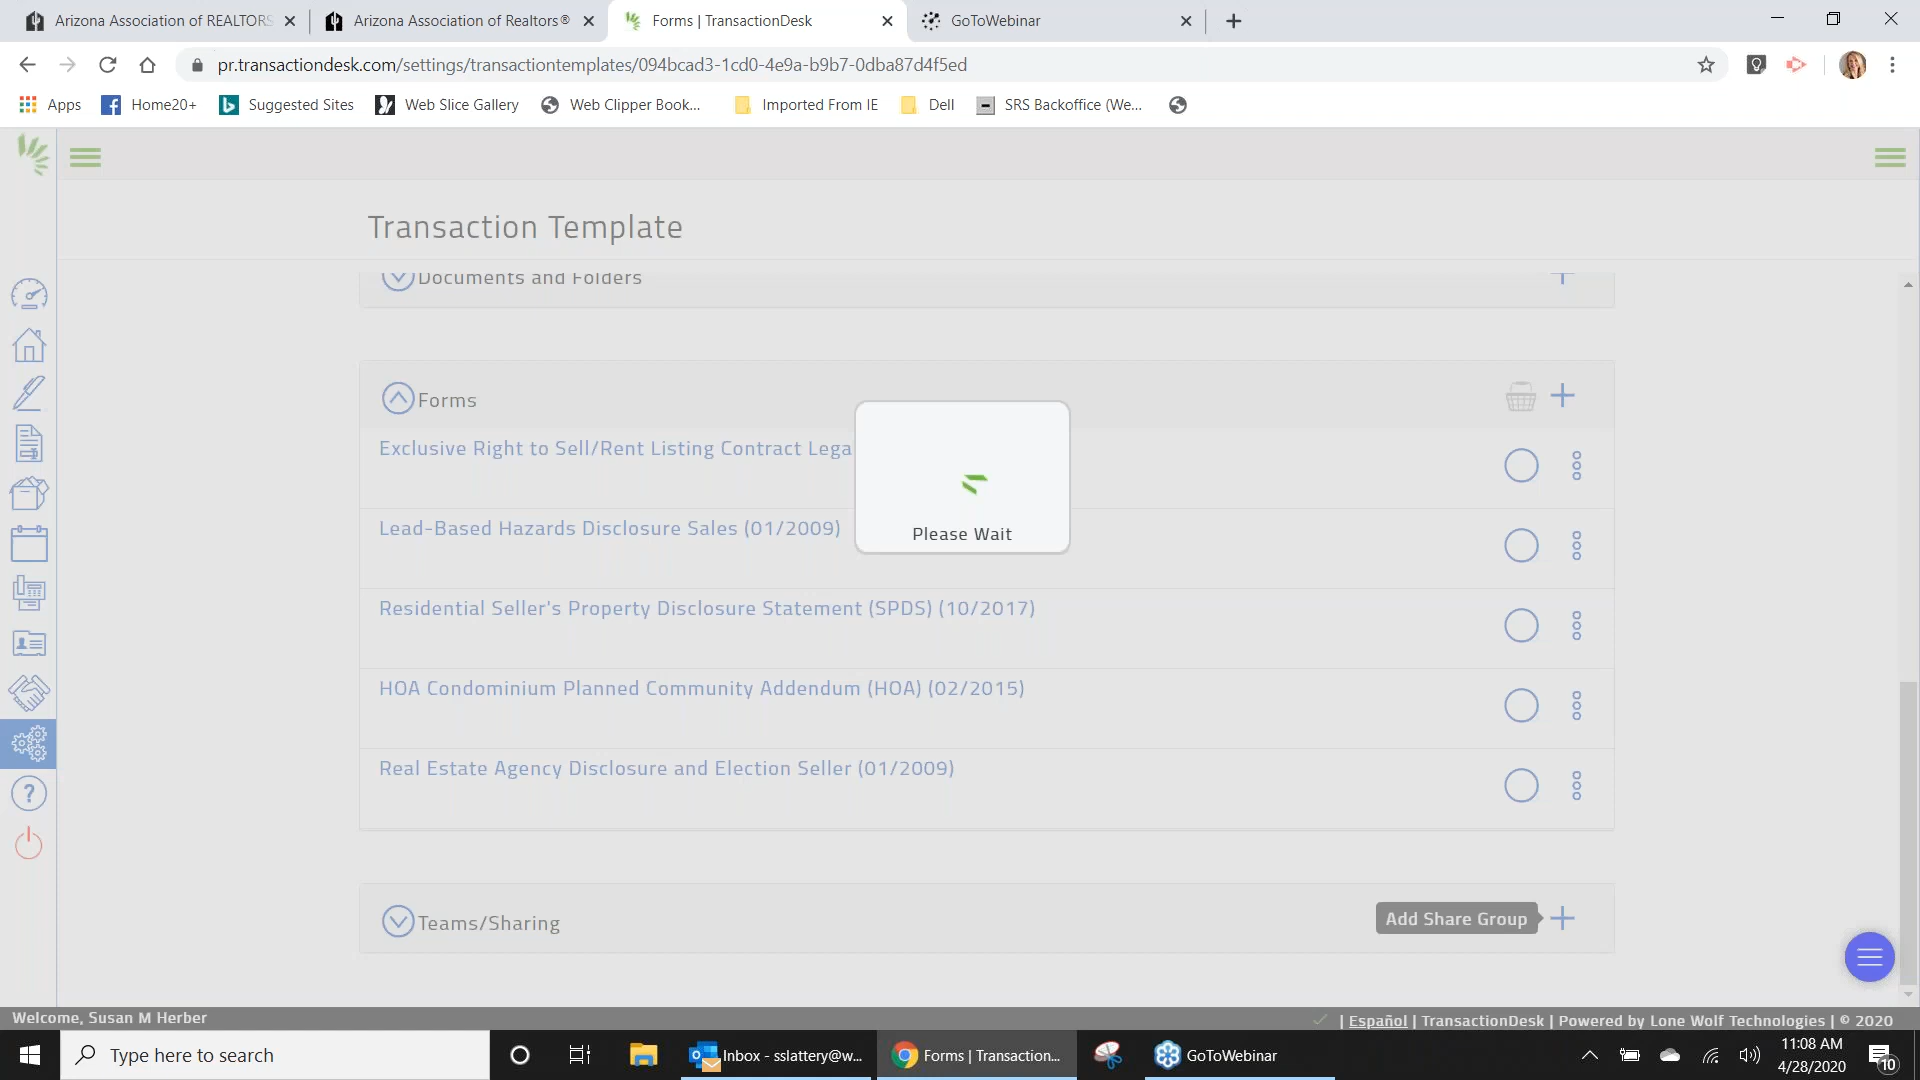 Arizona Association of REALTORS
Arizona Association of Realtors®
Forms | TransactionDesk
GoToWebinar
pr.transactiondesk.com/settings/transactiontemplates/094bcad3-1cd0-4e9a-b9b7-0dba87d4f5ed
Apps
Home20+
Suggested Sites
Web Slice Gallery
Web Clipper Book...
Imported From IE
Dell
SRS Backoffice (We...
Transaction Template
Documents and Folders
Forms
Exclusive Right to Sell/Rent Listing Contract Lega
Lead-Based Hazards Disclosure Sales (01/2009)
Please Wait
Residential Seller's Property Disclosure Statement (SPDS) (10/2017)
HOA Condominium Planned Community Addendum (HOA) (02/2015)
Real Estate Agency Disclosure and Election Seller (01/2009)
Teams/Sharing
Add Share Group
Welcome, Susan M Herber
| Español | TransactionDesk | Powered by Lone Wolf Technologies | © 2020
Type here to search
Inbox - sslattery@w...
Forms | Transaction...
GoToWebinar
11:08 AM
4/28/2020
10